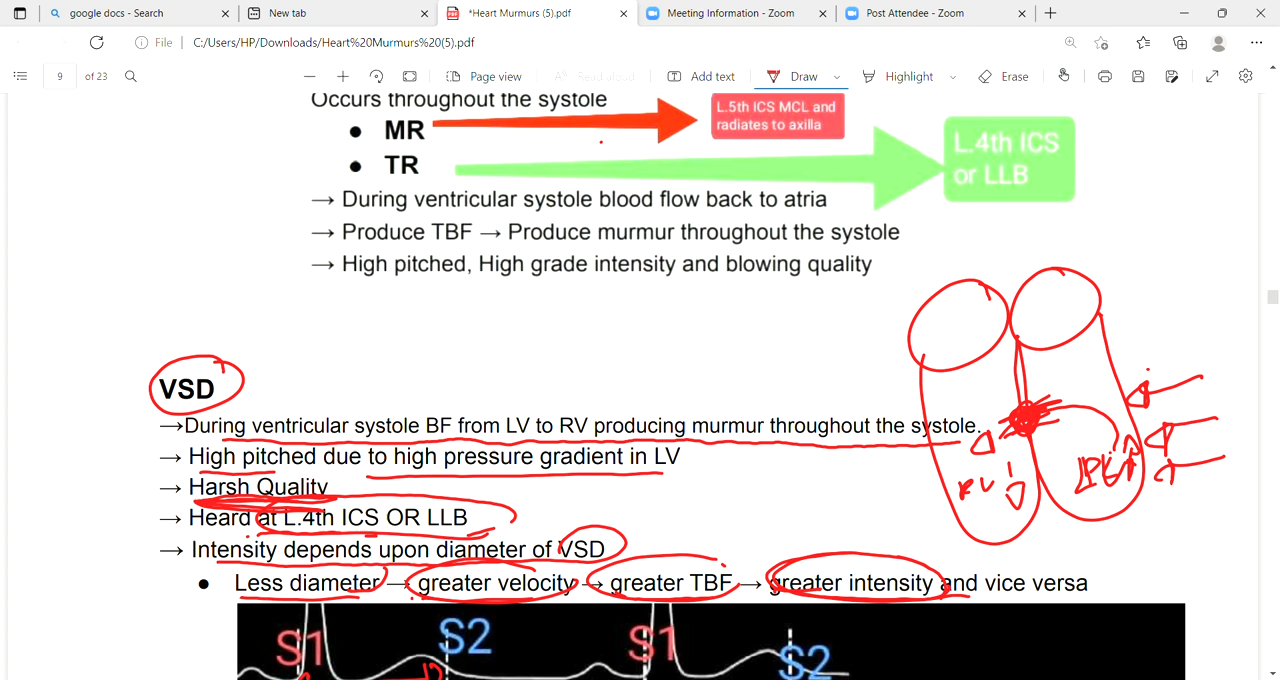 google docs - Search
New tab
*Heart Murmurs (5).pdf
Meeting Information - Zoom
Post Attendee - Zoom
File
C:/Users/HP/Downloads/Heart%20Murmurs%20(5).pdf
9 of 23
Page view
Read aloud
Add text
Draw
Highlight
Erase
Occurs throughout the systole
● MR
L.5th ICS MCL and
radiates to axilla
● TR
L.4th ICS
or LLB
→ During ventricular systole blood flow back to atria
→ Produce TBF → Produce murmur throughout the systole
→ High pitched, High grade intensity and blowing quality
VSD
→During ventricular systole BF from LV to RV producing murmur throughout the systole.
→ High pitched due to high pressure gradient in LV
→ Harsh Quality
→ Heard at L.4th ICS OR LLB
→ Intensity depends upon diameter of VSD
● Less diameter → greater velocity → greater TBF → greater intensity and vice versa
RV
S1
S2
S1
S2